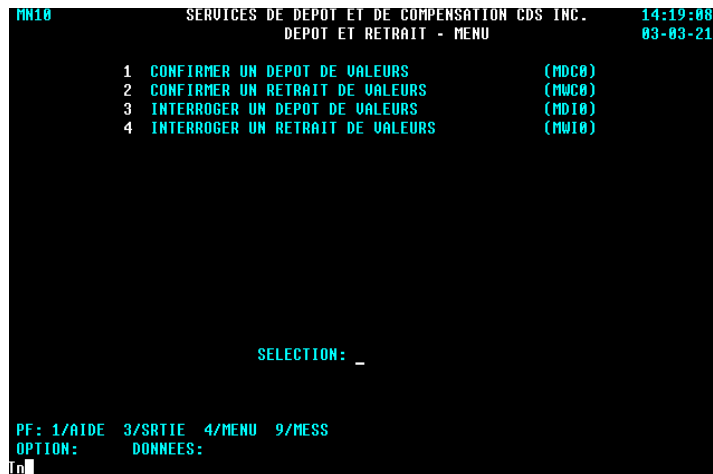 MN10 SERVICES DE DEPOT ET DE COMPENSATION CDS INC. 14:19:08
DEPOT ET RETRAIT - MENU 03-03-21
1 CONFIRMER UN DEPOT DE VALEURS (MDC0)
2 CONFIRMER UN RETRAIT DE VALEURS (MWC0)
3 INTERROGER UN DEPOT DE VALEURS (MDI0)
4 INTERROGER UN RETRAIT DE VALEURS (MWI0)
SELECTION: _
PF: 1/AIDE 3/SRTIE 4/MENU 9/MESS
OPTION: DONNEES: